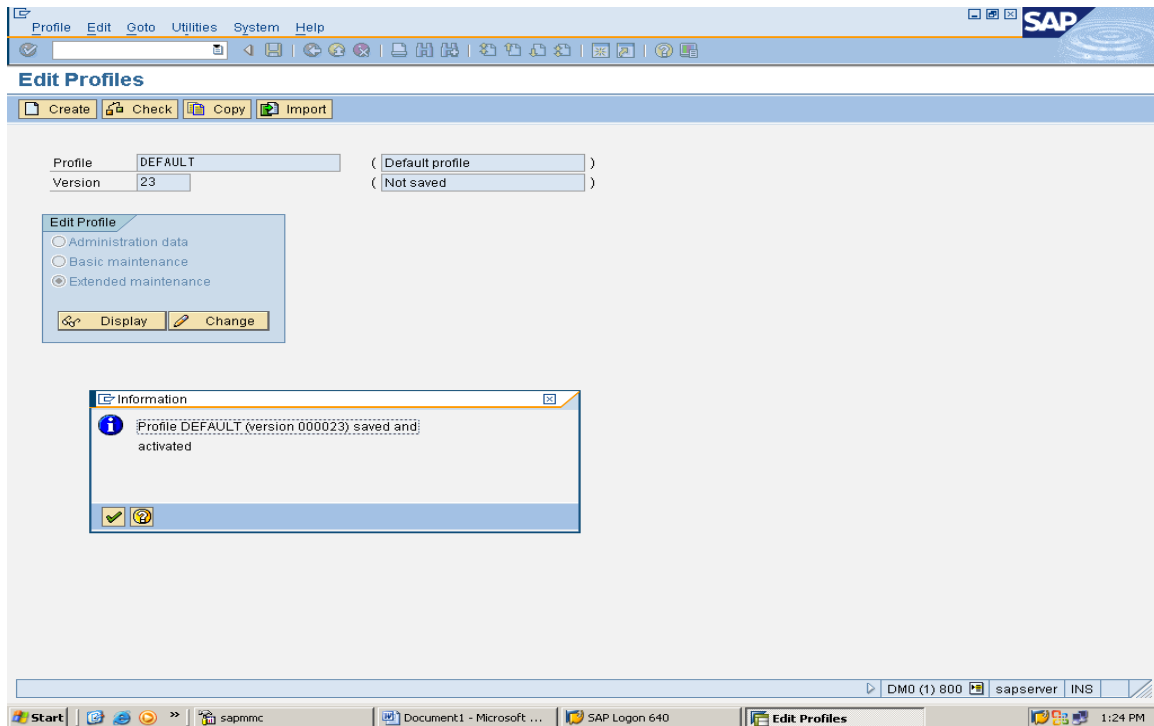 Profile Edit Goto Utilities System Help
SAP
Edit Profiles
Create Check Copy Import
Profile DEFAULT ( Default profile )
Version 23 ( Not saved )
Edit Profile
Administration data
Basic maintenance
Extended maintenance
Display Change
Information
Profile DEFAULT (version 000023) saved and
activated
DM0 (1) 800 sapserver INS
Start » sapmmc Document1 - Microsoft ... SAP Logon 640 Edit Profiles 1:24 PM